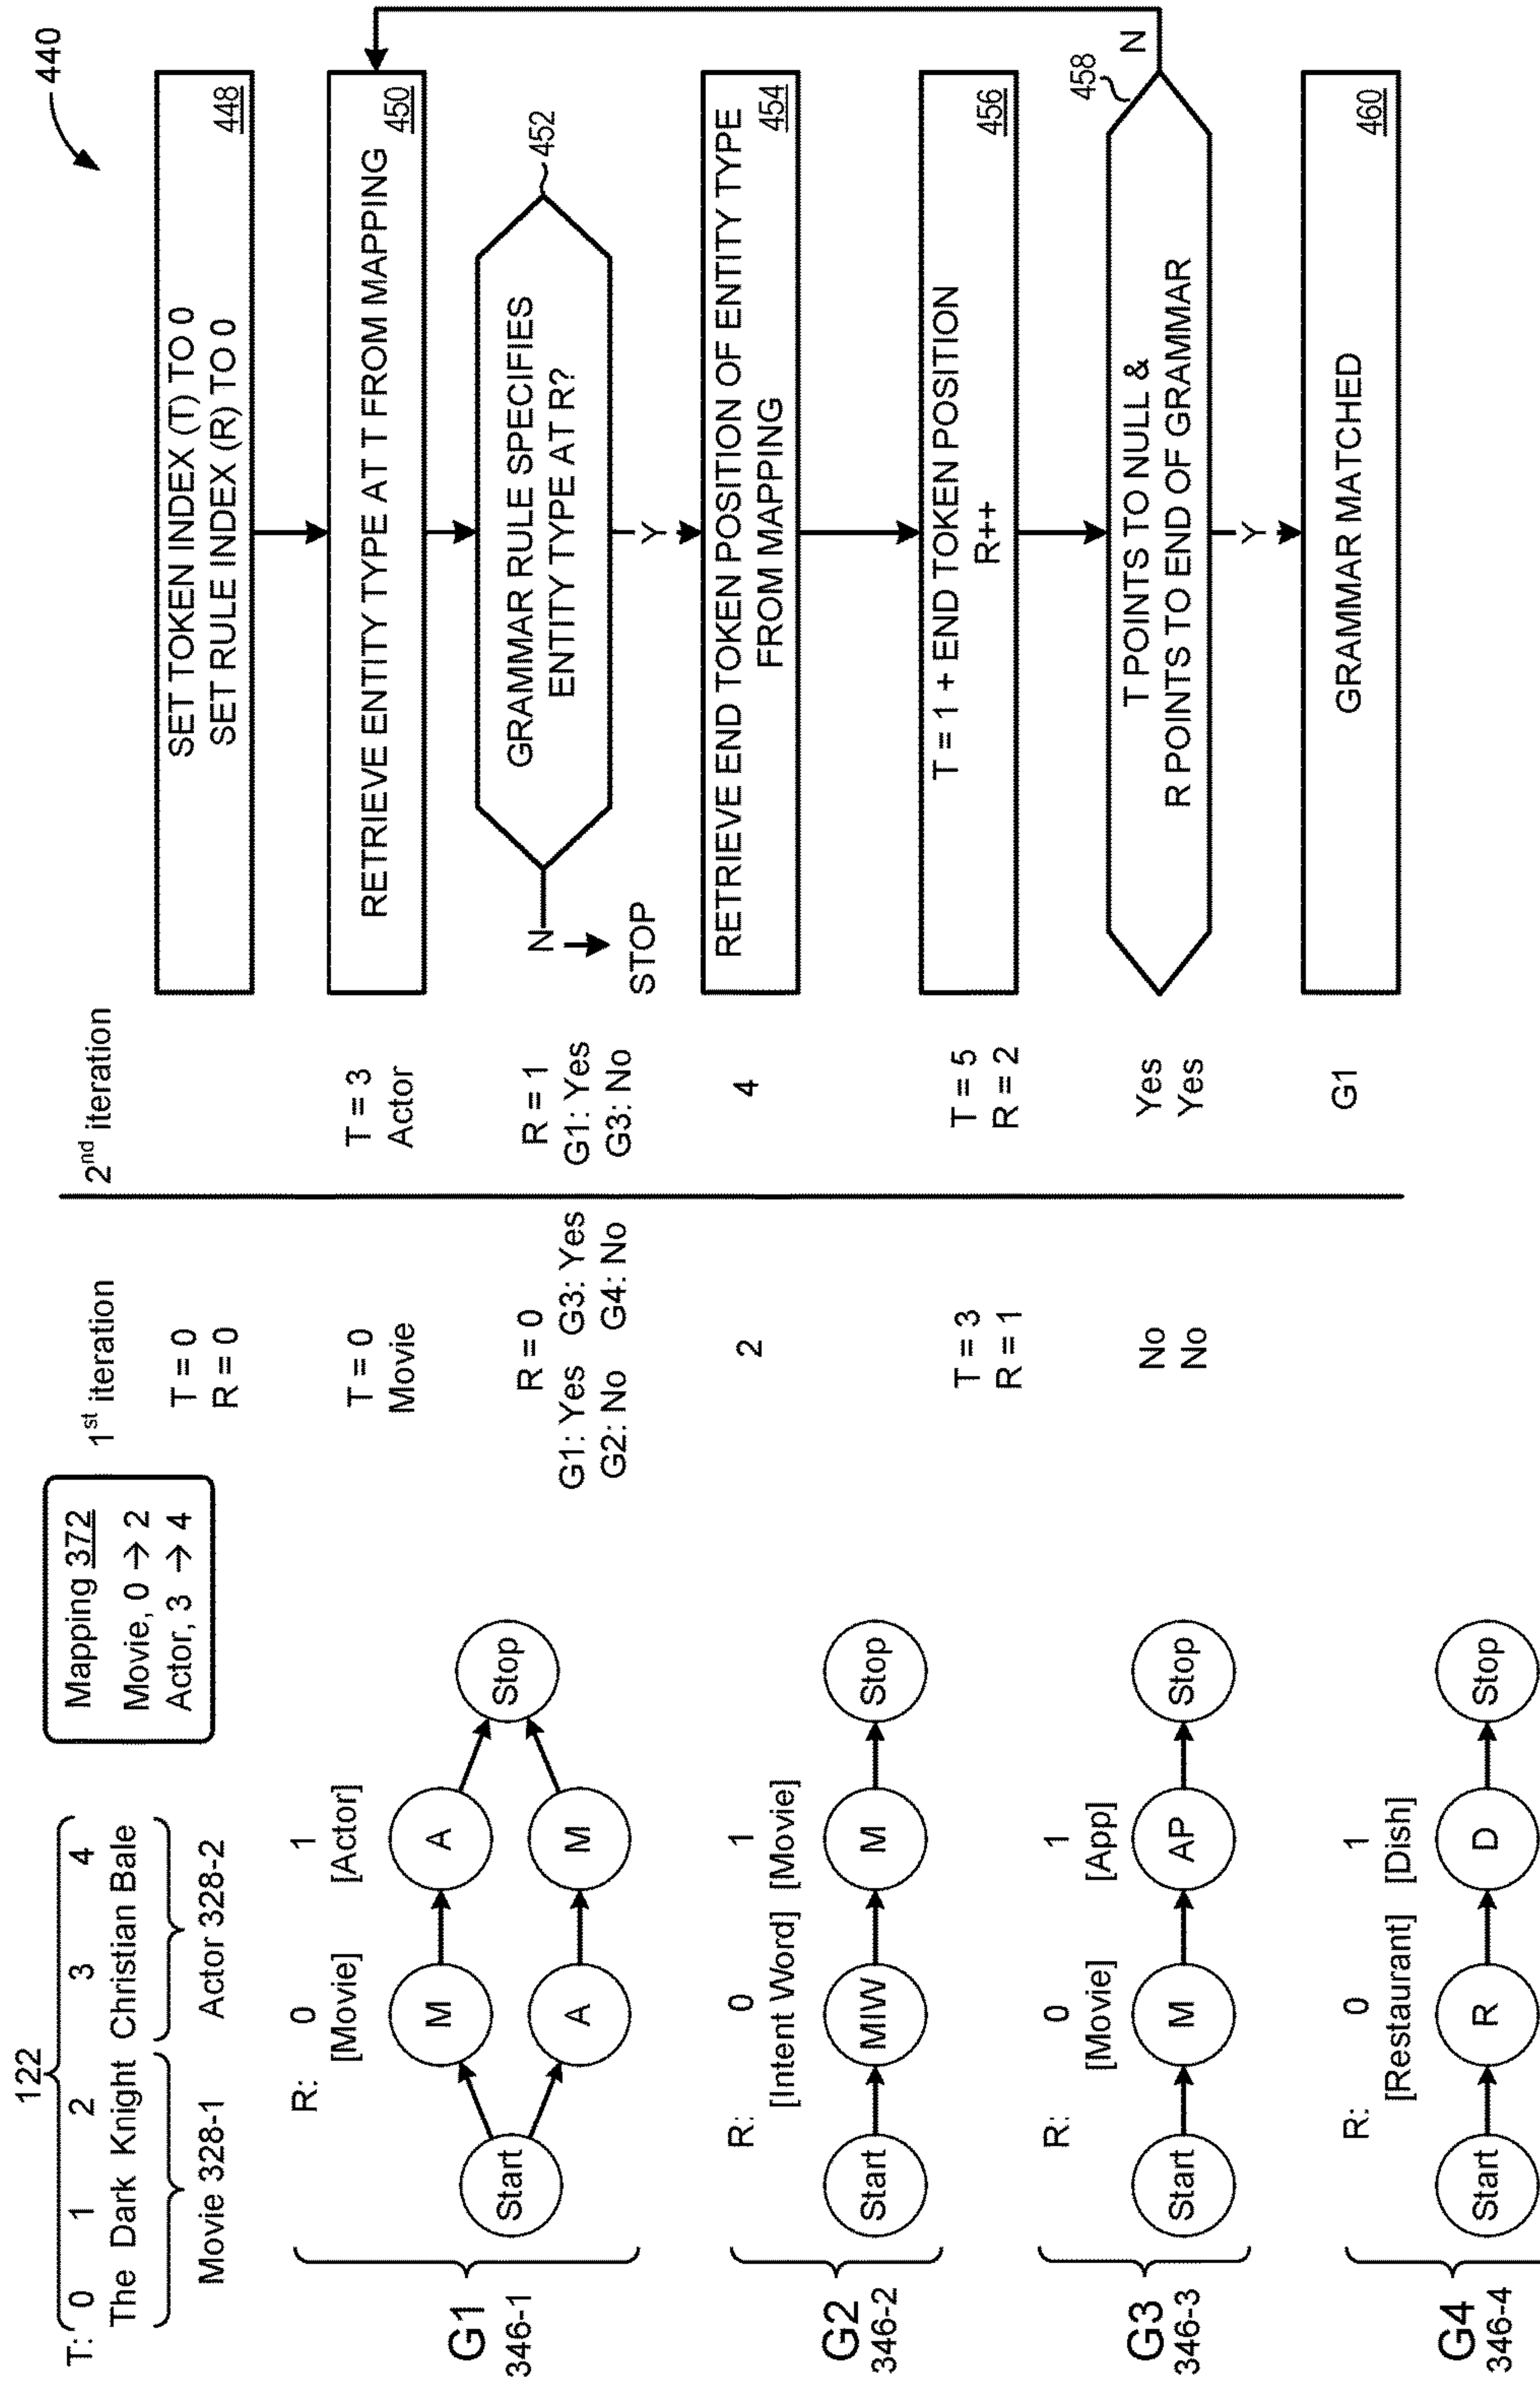 122
T: 0 1 2 3 4
The Dark Knight Christian Bale
Movie 328-1
Actor 328-2
Mapping 372
Movie, 0 → 2
Actor, 3 → 4
R: 0 1
[Movie] [Actor]
Start
M
A
A
M
Stop
G1
346-1
R: 0 1
[Intent Word] [Movie]
Start
MIW
M
Stop
G2
346-2
R: 0 1
[Movie] [App]
Start
M
AP
Stop
G3
346-3
R: 0 1
[Restaurant] [Dish]
Start
R
D
Stop
G4
346-4
1st iteration
T = 0
R = 0
T = 0
Movie
R = 0
G1: Yes G3: Yes
G2: No G4: No
2
T = 3
R = 1
No
No
2nd iteration
T = 3
Actor
R = 1
G1: Yes
G3: No
4
T = 5
R = 2
Yes
Yes
G1
440
SET TOKEN INDEX (T) TO 0
SET RULE INDEX (R) TO 0
448
RETRIEVE ENTITY TYPE AT T FROM MAPPING
450
GRAMMAR RULE SPECIFIES
ENTITY TYPE AT R?
452
N
STOP
Y
RETRIEVE END TOKEN POSITION OF ENTITY TYPE
FROM MAPPING
454
T = 1 + END TOKEN POSITION
R++
456
T POINTS TO NULL &
R POINTS TO END OF GRAMMAR
458
N
Y
GRAMMAR MATCHED
460